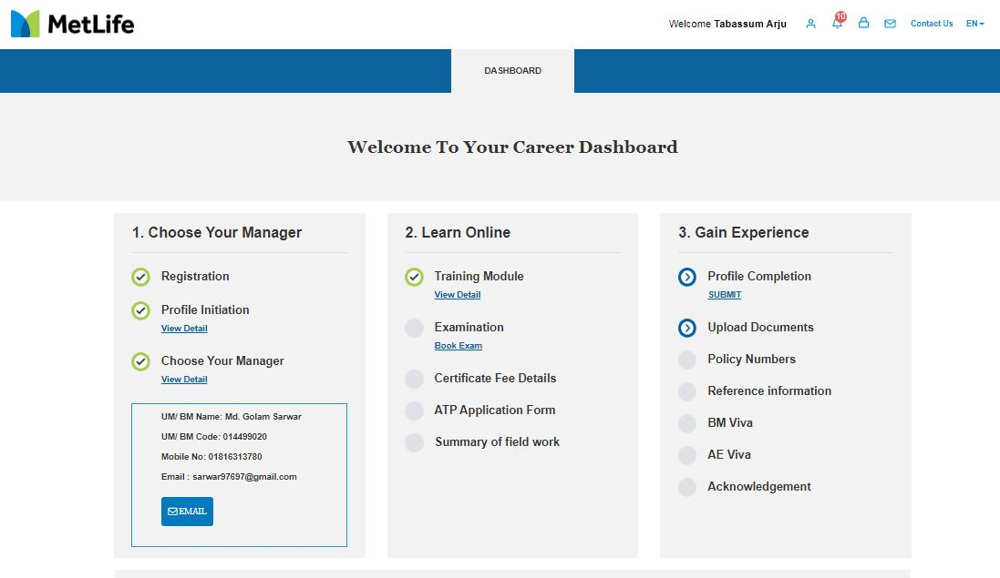 MetLife
Welcome Tabassum Arju
10
Contact Us
EN
DASHBOARD
Welcome To Your Career Dashboard
1. Choose Your Manager
Registration
Profile Initiation
View Detail
Choose Your Manager
View Detail
UM/ BM Name: Md. Golam Sarwar
UM/ BM Code: 014499020
Mobile No: 01816313780
Email : sarwar97697@gmail.com
EMAIL
2. Learn Online
Training Module
View Detail
Examination
Book Exam
Certificate Fee Details
ATP Application Form
Summary of field work
3. Gain Experience
Profile Completion
SUBMIT
Upload Documents
Policy Numbers
Reference information
BM Viva
AE Viva
Acknowledgement